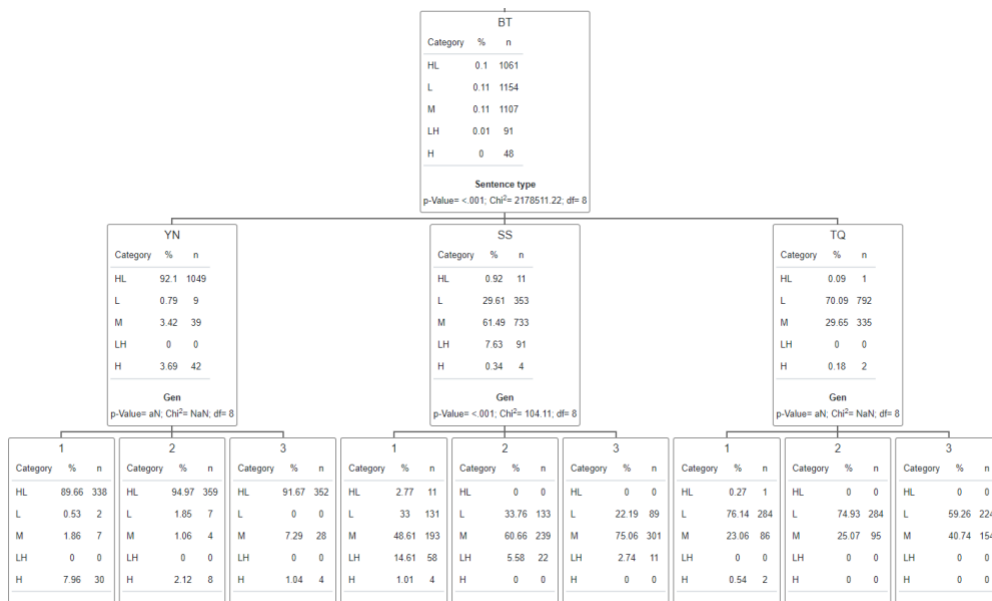 BT
Category % n
HL 0.1 1061
L 0.11 1154
M 0.11 1107
LH 0.01 91
H 0 48
Sentence type
p-Value= <.001; Chi²= 2178511.22; df= 8
YN
Category % n
HL 92.1 1049
L 0.79 9
M 3.42 39
LH 0 0
H 3.69 42
Gen
p-Value= aN; Chi²= NaN; df= 8
SS
Category % n
HL 0.92 11
L 29.61 353
M 61.49 733
LH 7.63 91
H 0.34 4
Gen
p-Value= <.001; Chi²= 104.11; df= 8
TQ
Category % n
HL 0.09 1
L 70.09 792
M 29.65 335
LH 0 0
H 0.18 2
Gen
p-Value= aN; Chi²= NaN; df= 8
1
Category % n
HL 89.66 338
L 0.53 2
M 1.86 7
LH 0 0
H 7.96 30
2
Category % n
HL 94.97 359
L 1.85 7
M 1.06 4
LH 0 0
H 2.12 8
3
Category % n
HL 91.67 352
L 0 0
M 7.29 28
LH 0 0
H 1.04 4
1
Category % n
HL 2.77 11
L 33 131
M 48.61 193
LH 14.61 58
H 1.01 4
2
Category % n
HL 0 0
L 33.76 133
M 60.66 239
LH 5.58 22
H 0 0
3
Category % n
HL 0 0
L 22.19 89
M 75.06 301
LH 2.74 11
H 0 0
1
Category % n
HL 0.27 1
L 76.14 284
M 23.06 86
LH 0 0
H 0.54 2
2
Category % n
HL 0 0
L 74.93 284
M 25.07 95
LH 0 0
H 0 0
3
Category % n
HL 0 0
L 59.26 224
M 40.74 154
LH 0 0
H 0 0